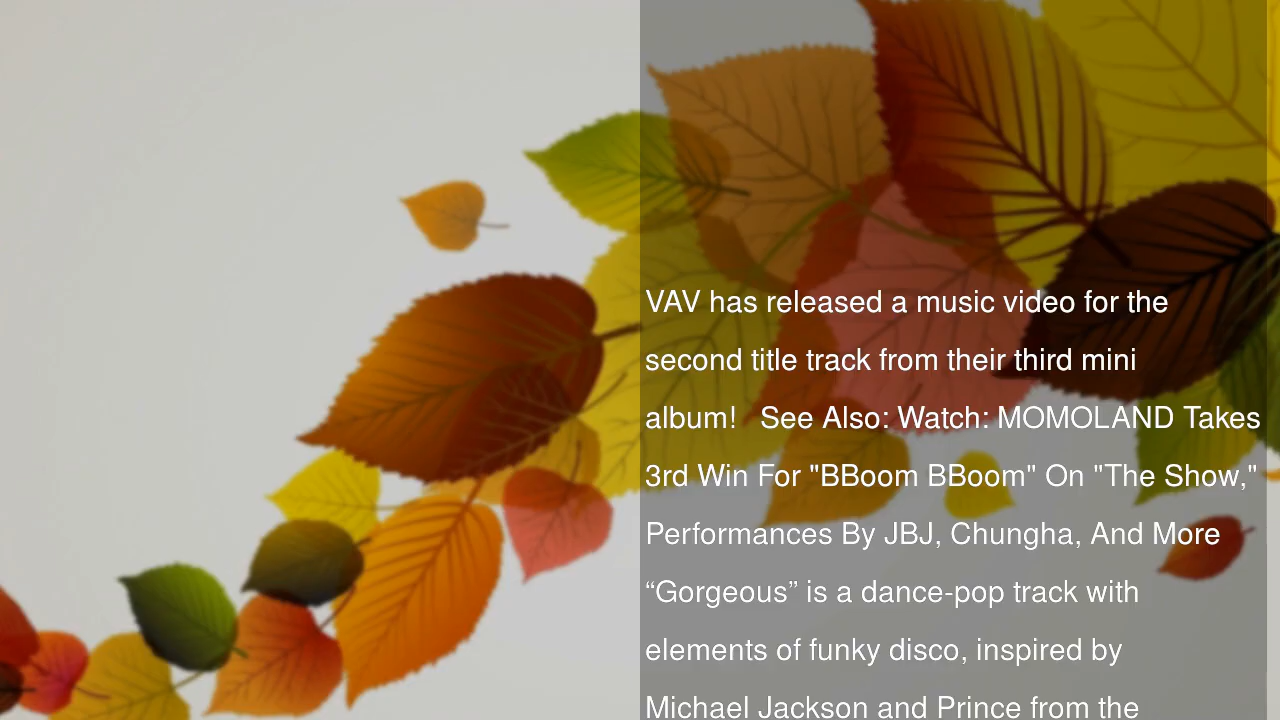 VAV has released a music video for the
second title track from their third mini
album!   See Also: Watch: MOMOLAND Takes
3rd Win For "BBoom BBoom" On "The Show,"
Performances By JBJ, Chungha, And More
“Gorgeous” is a dance-pop track with
elements of funky disco, inspired by
Michael Jackson and Prince from the